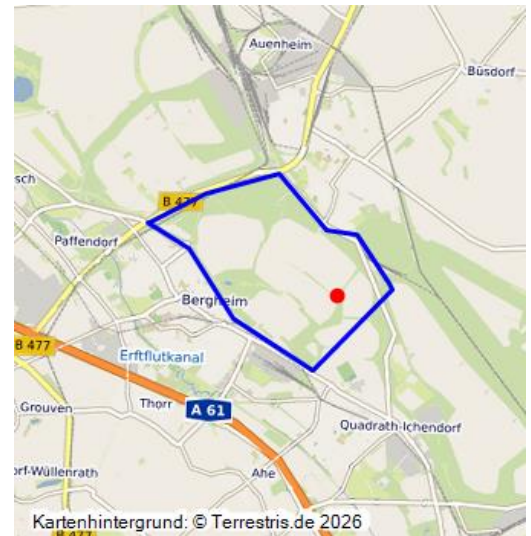 Auenheim
Büsdorf
sch
B 477
Paffendorf
Bergheim
B 477
Erftflutkanal
Thorr
A 61
Grouven
Quadrath-Ichendorf
Ahe
orf-Wüllenrath
B 477
Kartenhintergrund: © Terrestris.de 2026